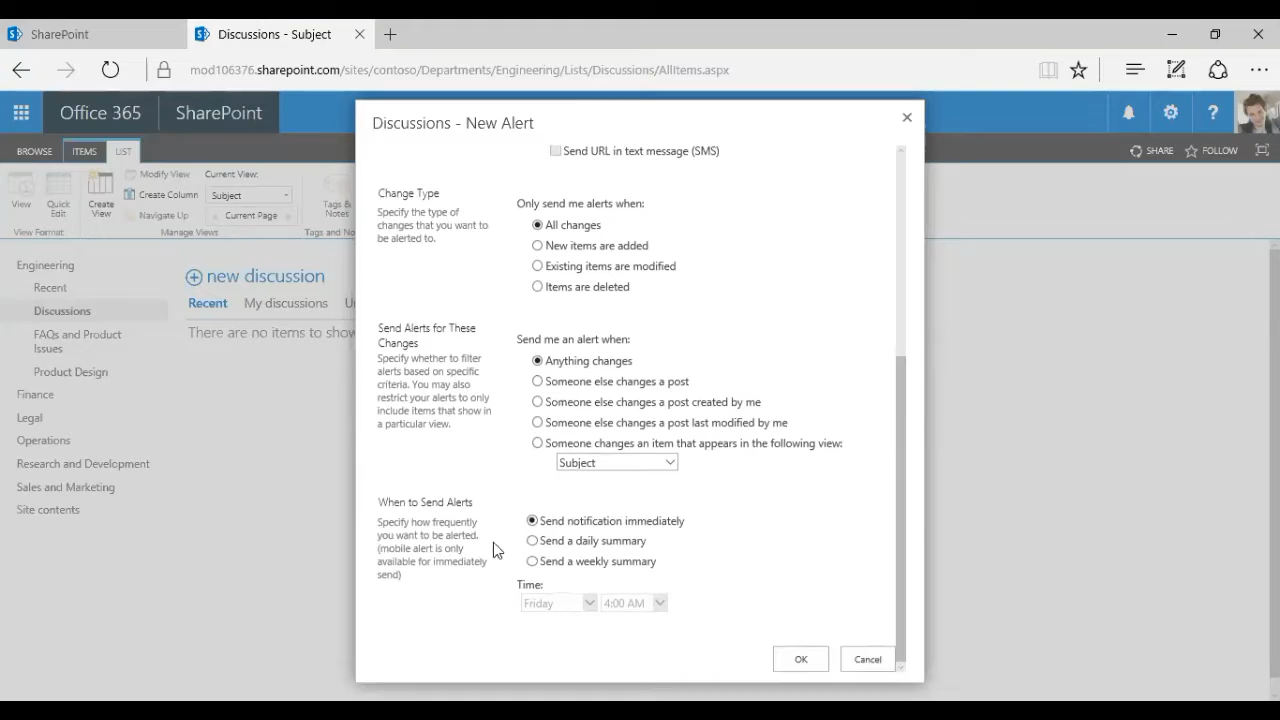 SharePoint
Discussions - Subject
mod106376.sharepoint.com/sites/contoso/Departments/Engineering/Lists/Discussions/AllItems.aspx
Office 365
SharePoint
?
BROWSE
ITEMS
LIST
SHARE
FOLLOW
View
Quick Edit
Create View
Modify View
Create Column
Navigate Up
Current View:
Subject
Current Page
Tags & Notes
View Format
Manage Views
Tags and No
Engineering
Recent
Discussions
FAQs and Product
Issues
Product Design
Finance
Legal
Operations
Research and Development
Sales and Marketing
Site contents
new discussion
Recent
My discussions
There are no items to show
Discussions - New Alert
Send URL in text message (SMS)
Change Type
Specify the type of
changes that you want to
be alerted to.
Only send me alerts when:
All changes
New items are added
Existing items are modified
Items are deleted
Send Alerts for These
Changes
Specify whether to filter
alerts based on specific
criteria. You may also
restrict your alerts to only
include items that show in
a particular view.
Send me an alert when:
Anything changes
Someone else changes a post
Someone else changes a post created by me
Someone else changes a post last modified by me
Someone changes an item that appears in the following view:
Subject
When to Send Alerts
Specify how frequently
you want to be alerted.
(mobile alert is only
available for immediately
send)
Send notification immediately
Send a daily summary
Send a weekly summary
Time:
Friday
4:00 AM
OK
Cancel